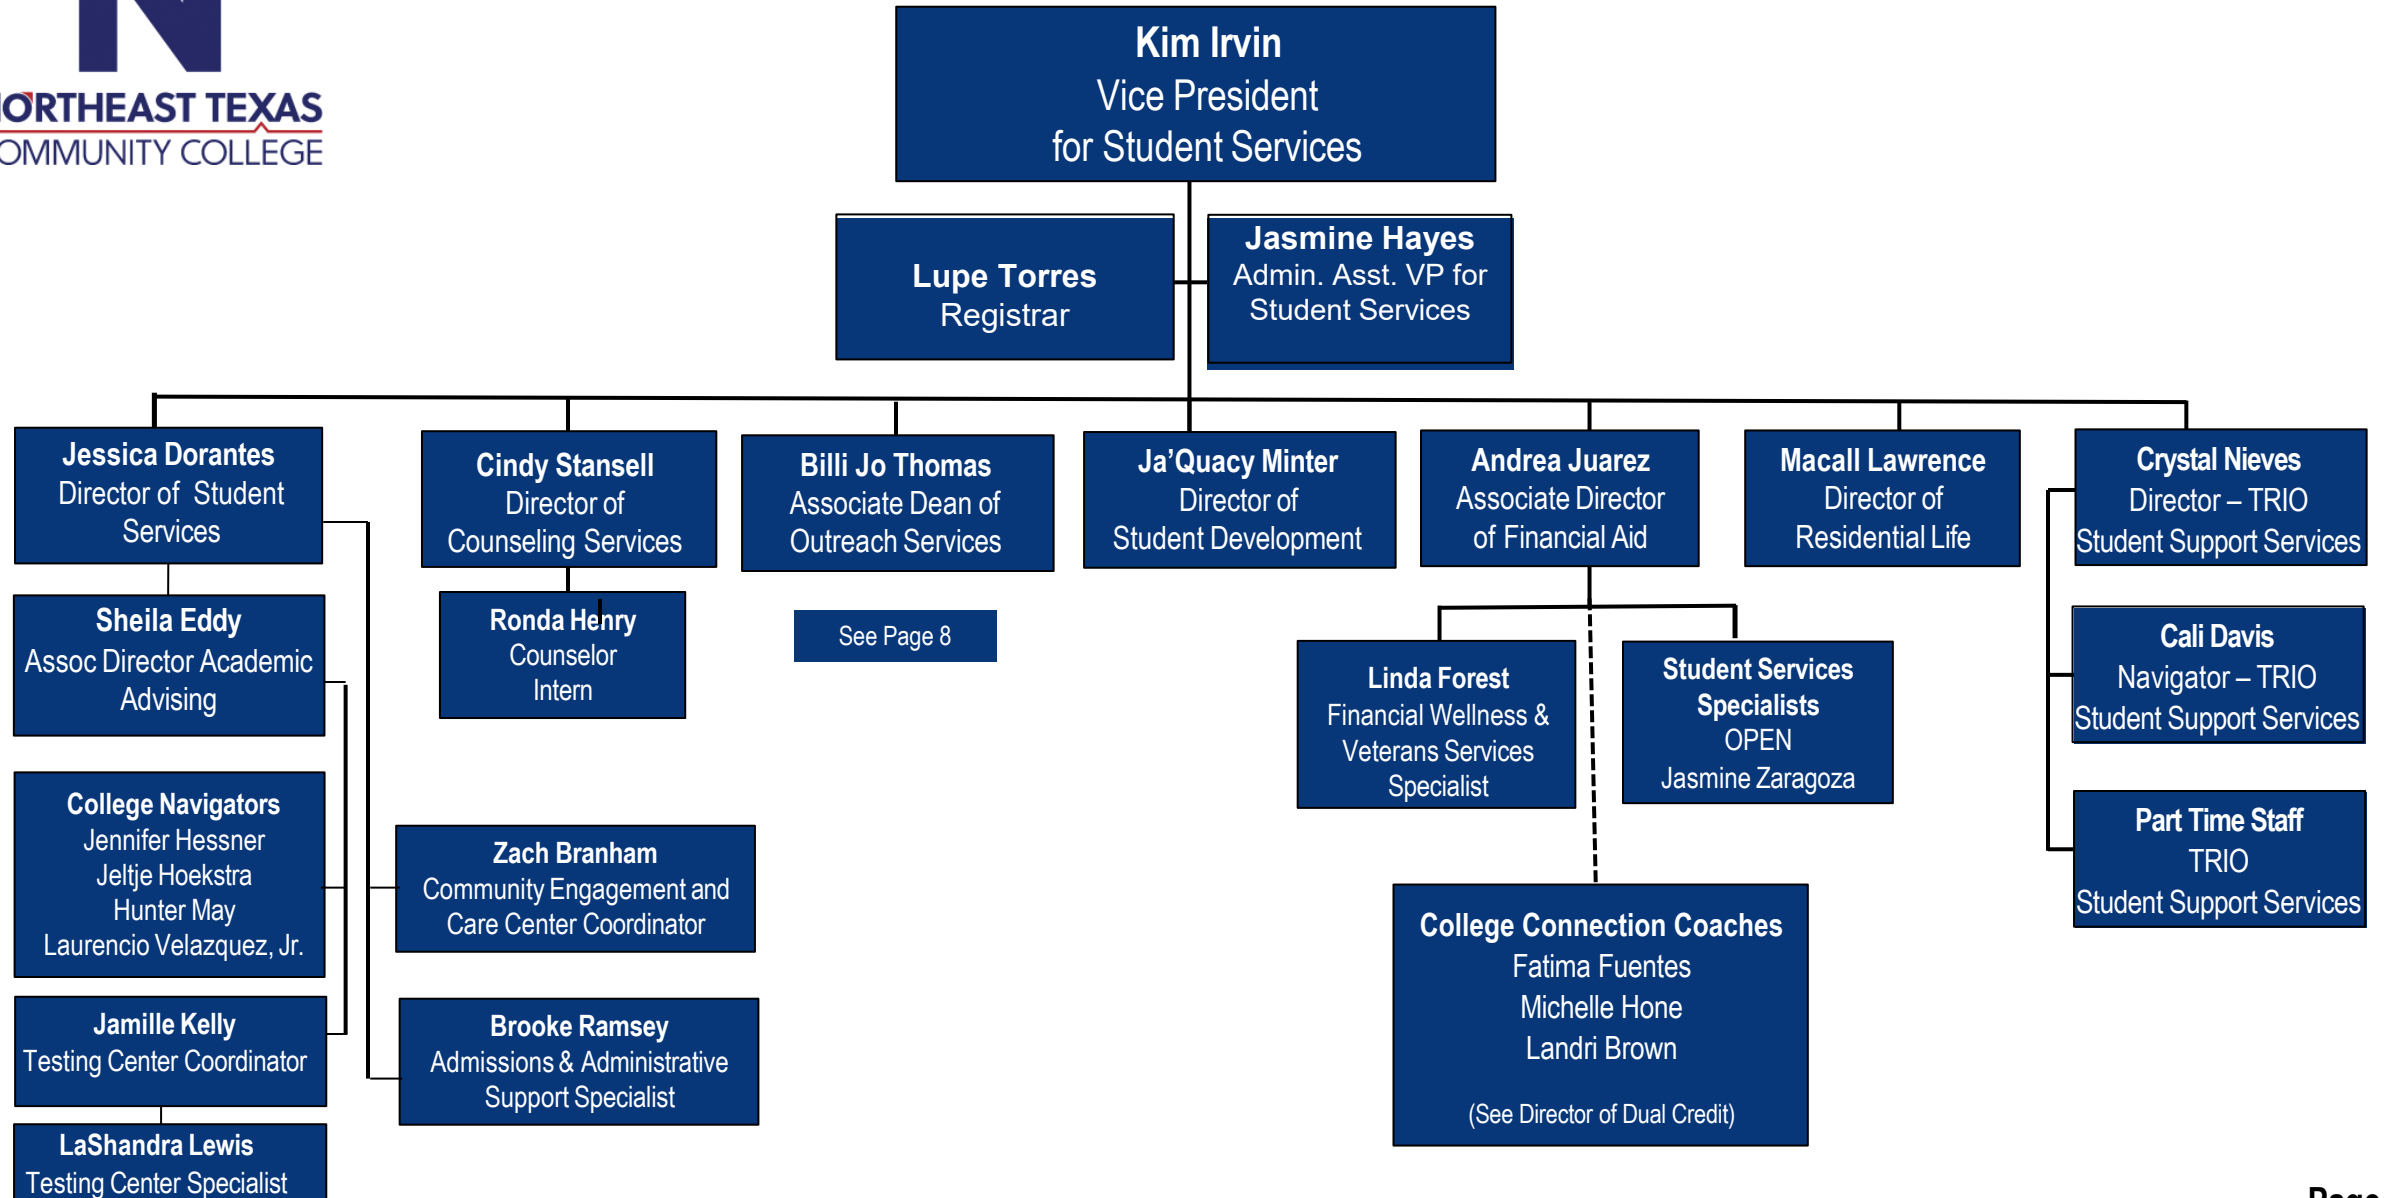 NORTHEAST TEXAS
COMMUNITY COLLEGE
Kim Irvin
Vice President
for Student Services
Lupe Torres
Registrar
Jasmine Hayes
Admin. Asst. VP for
Student Services
Jessica Dorantes
Director of Student
Services
Cindy Stansell
Director of
Counseling Services
Billi Jo Thomas
Associate Dean of
Outreach Services
Ja’Quacy Minter
Director of
Student Development
Andrea Juarez
Associate Director
of Financial Aid
Macall Lawrence
Director of
Residential Life
Crystal Nieves
Director – TRIO
Student Support Services
Sheila Eddy
Assoc Director Academic
Advising
Ronda Henry
Counselor
Intern
See Page 8
Linda Forest
Financial Wellness &
Veterans Services
Specialist
Student Services
Specialists
OPEN
Jasmine Zaragoza
Cali Davis
Navigator – TRIO
Student Support Services
College Navigators
Jennifer Hessner
Jeltje Hoekstra
Hunter May
Laurencio Velazquez, Jr.
Zach Branham
Community Engagement and
Care Center Coordinator
Part Time Staff
TRIO
Student Support Services
College Connection Coaches
Fatima Fuentes
Michelle Hone
Landri Brown
(See Director of Dual Credit)
Jamille Kelly
Testing Center Coordinator
Brooke Ramsey
Admissions & Administrative
Support Specialist
LaShandra Lewis
Testing Center Specialist
Page